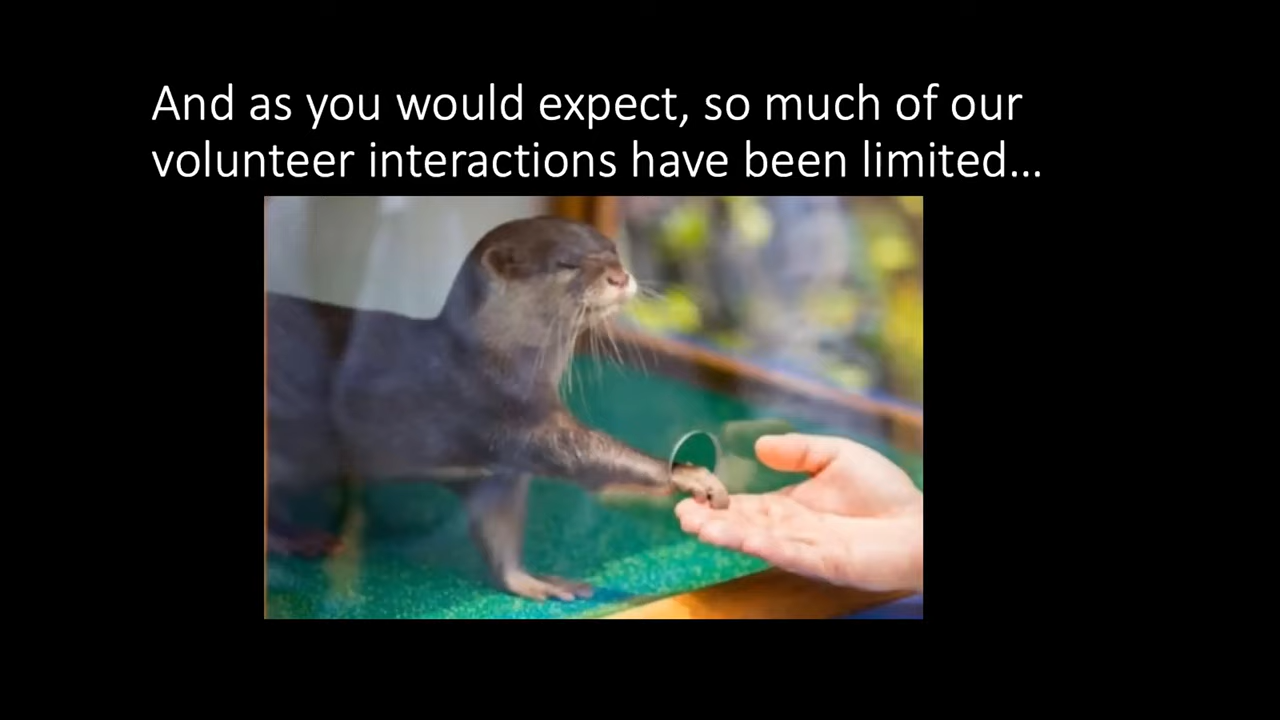 And as you would expect, so much of our
volunteer interactions have been limited...